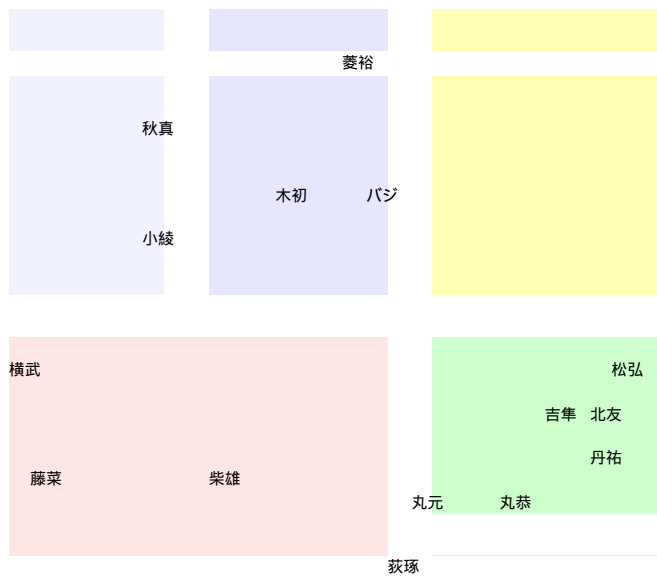 菱裕
秋真
木初 バジ
小綾
横武 松弘
吉隼 北友
丹祐
藤菜 柴雄
丸元 丸恭
荻琢